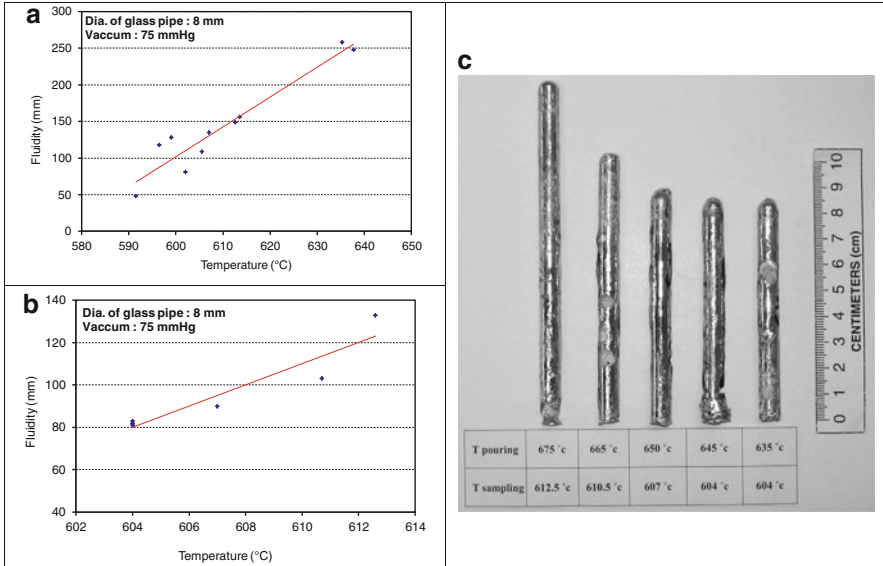 a
Dia. of glass pipe : 8 mm
Vaccum : 75 mmHg
Fluidity (mm)
300
250
200
150
100
50
0
580 590 600 610 620 630 640 650
Temperature (°C)
b
Dia. of glass pipe : 8 mm
Vaccum : 75 mmHg
Fluidity (mm)
140
120
100
80
60
40
602 604 606 608 610 612 614
Temperature (°C)
c
0 1 2 3 4 5 6 7 8 9 10
CENTIMETERS (cm)
T pouring 675 °c 665 °c 650 °c 645 °c 635 °c
T sampling 612.5 °c 610.5 °c 607 °c 604 °c 604 °c